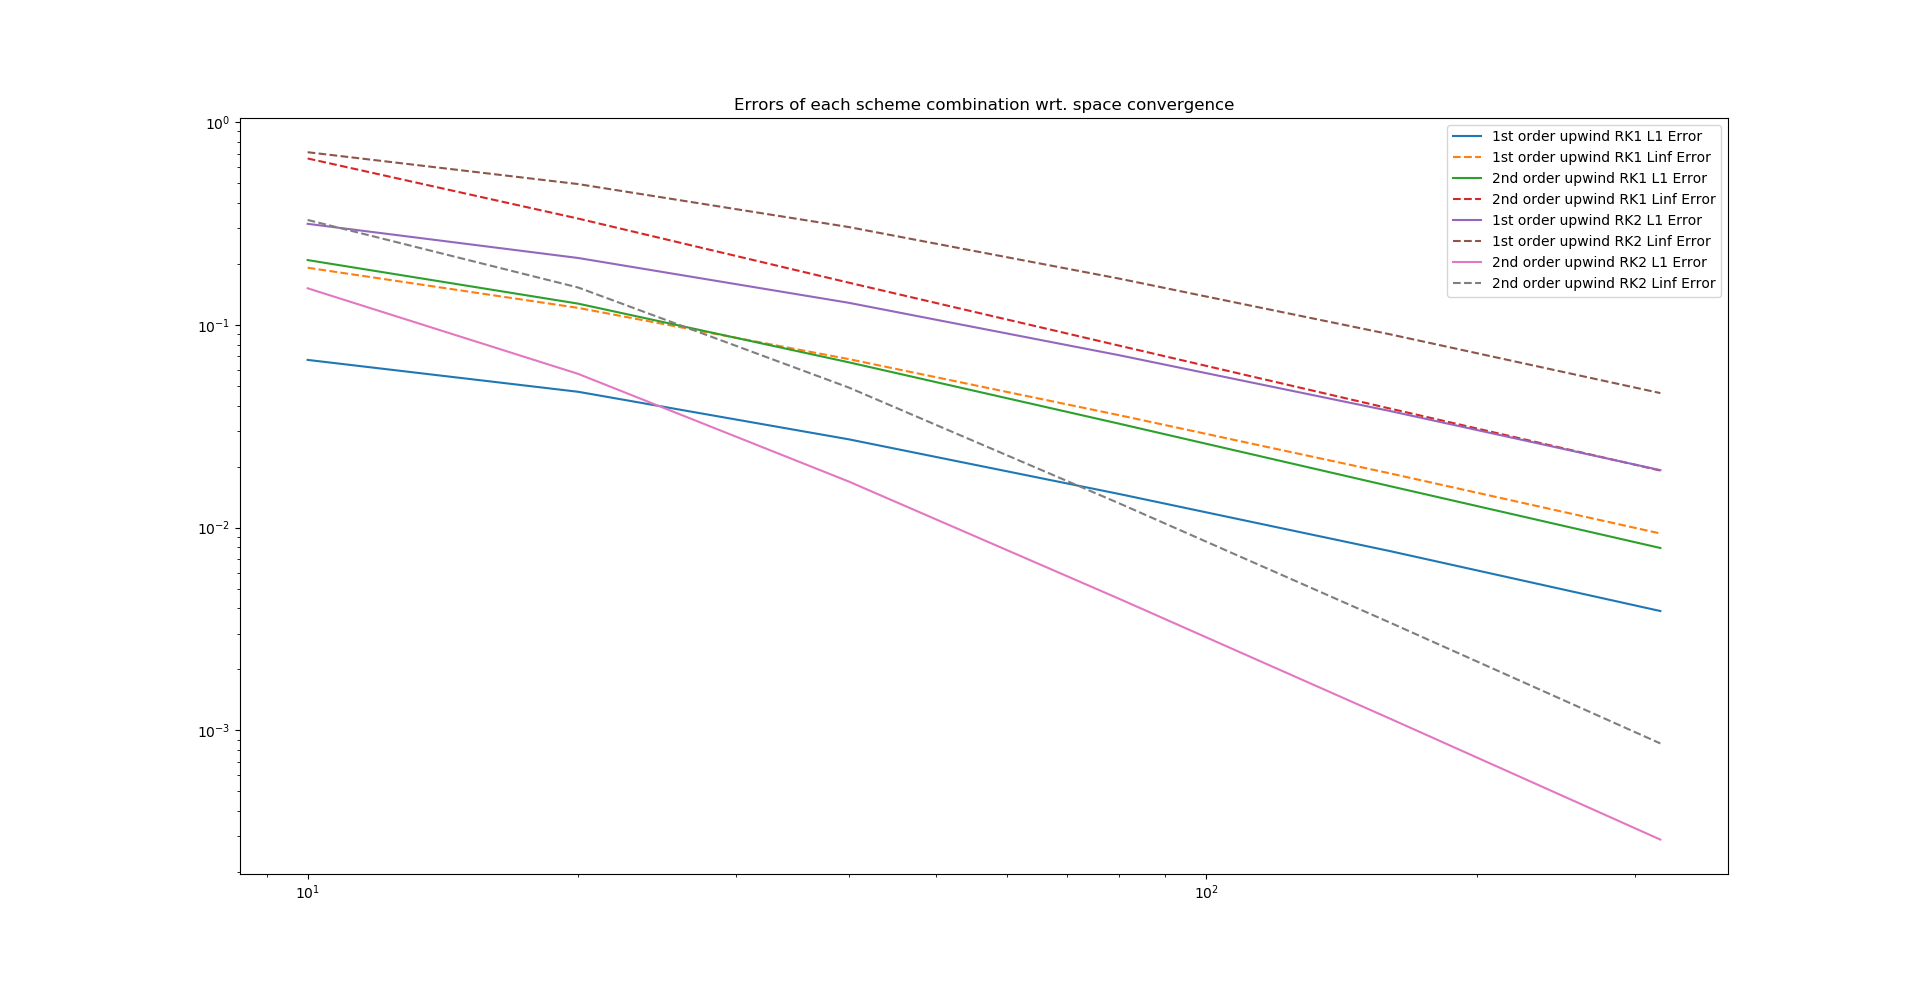 Errors of each scheme combination wrt. space convergence
10⁰
10⁻¹
10⁻²
10⁻³
10¹
10²
1st order upwind RK1 L1 Error
1st order upwind RK1 Linf Error
2nd order upwind RK1 L1 Error
2nd order upwind RK1 Linf Error
1st order upwind RK2 L1 Error
1st order upwind RK2 Linf Error
2nd order upwind RK2 L1 Error
2nd order upwind RK2 Linf Error